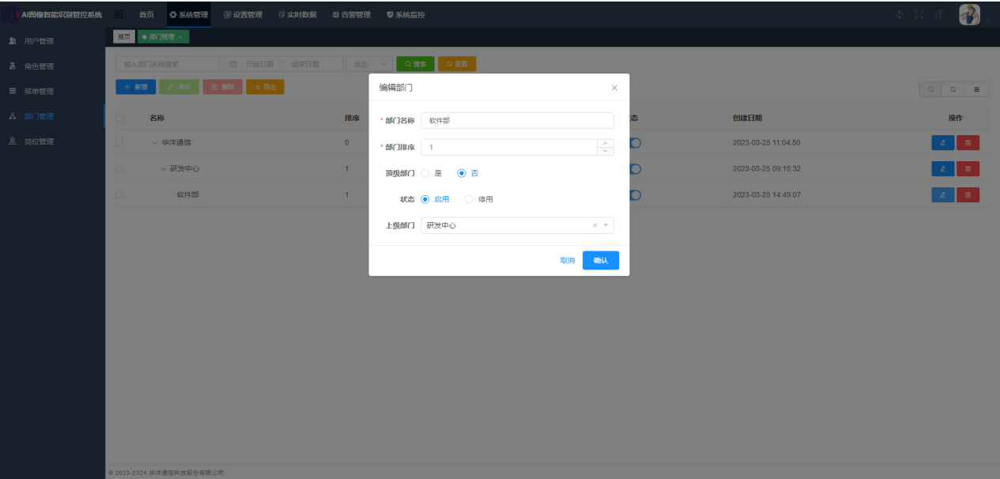 AI图像智能识别管控系统 首页 系统管理 设置管理 实时数据 告警管理 系统监控
用户管理
角色管理
菜单管理
部门管理
岗位管理
首页 部门管理 ×
输入部门名称搜索 开始日期 : 结束日期 状态 搜索 重置
+ 新增 修改 删除 导出
名称 排序 态 创建日期 操作
华洋通信 0 2023-03-25 11:04:50
研发中心 1 2023-03-25 09:15:32
软件部 1 2023-03-25 14:49:07
编辑部门
* 部门名称 软件部
* 部门排序 1
顶级部门 是 否
状态 启用 停用
上级部门 研发中心
取消 确认
© 2023-2024 华洋通信科技股份有限公司